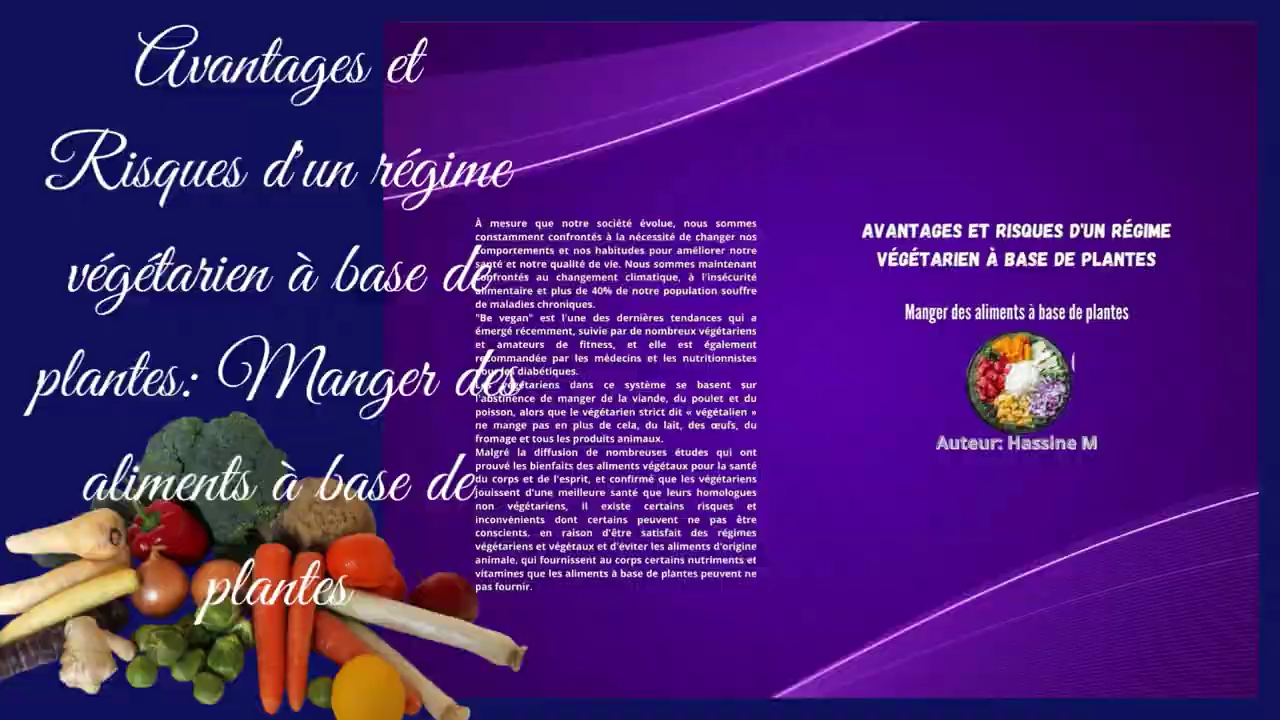 Avantages et
Risques d'un régime
végétarien à base de
plantes: Manger des
aliments à base de
plantes
À mesure que notre société évolue, nous sommes
constamment confrontés à la nécessité de changer nos
comportements et nos habitudes pour améliorer notre
santé et notre qualité de vie. Nous sommes maintenant
confrontés au changement climatique, à l'insécurité
alimentaire et plus de 40% de notre population souffre
de maladies chroniques.
"Be vegan" est l'une des dernières tendances qui a
émergé récemment, suivie par de nombreux végétariens
et amateurs de fitness, et elle est également
recommandée par les médecins et les nutritionnistes
pour les diabétiques.
Les végétariens dans ce système se basent sur
l'abstinence de manger de la viande, du poulet et du
poisson, alors que le végétarien strict dit « végétalien »
ne mange pas en plus de cela, du lait, des œufs, du
fromage et tous les produits animaux.
Malgré la diffusion de nombreuses études qui ont
prouvé les bienfaits des aliments végétaux pour la santé
du corps et de l'esprit, et confirmé que les végétariens
jouissent d'une meilleure santé que leurs homologues
non végétariens, il existe certains risques et
inconvénients dont certains peuvent ne pas être
conscients. en raison d'être satisfait des régimes
végétariens et végétaux et d'éviter les aliments d'origine
animale, qui fournissent au corps certains nutriments et
vitamines que les aliments à base de plantes peuvent ne
pas fournir.
AVANTAGES ET RISQUES D'UN RÉGIME
VÉGÉTARIEN À BASE DE PLANTES
Manger des aliments à base de plantes
Auteur: Hassine M